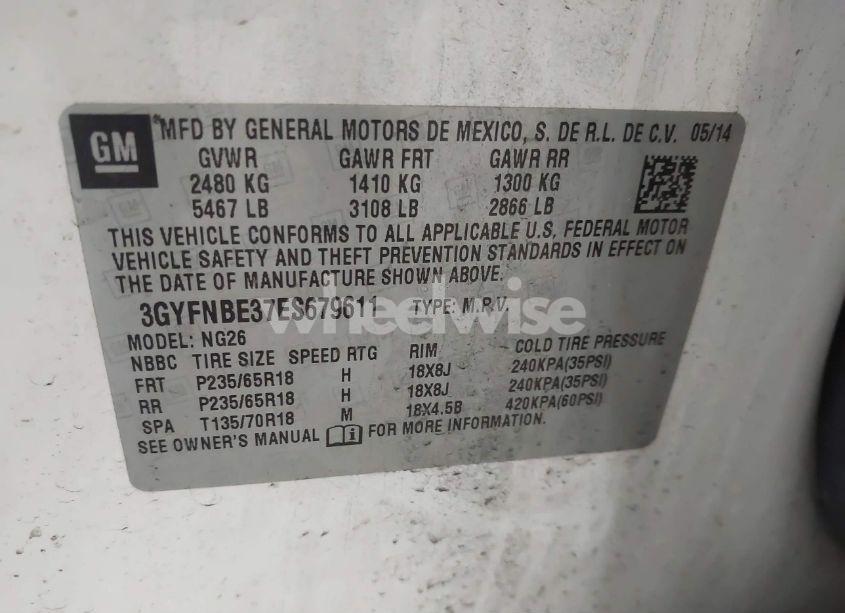 GM *MFD BY GENERAL MOTORS DE MEXICO, S. DE R.L. DE C.V. 05/14
GVWR GAWR FRT GAWR RR
2480 KG 1410 KG 1300 KG
5467 LB 3108 LB 2866 LB
THIS VEHICLE CONFORMS TO ALL APPLICABLE U.S. FEDERAL MOTOR
VEHICLE SAFETY AND THEFT PREVENTION STANDARDS IN EFFECT ON
THE DATE OF MANUFACTURE SHOWN ABOVE.
3GYFNBE37ES679611 TYPE: M.P.V.
wheelwise
MODEL: NG26
NBBC TIRE SIZE SPEED RTG RIM COLD TIRE PRESSURE
FRT P235/65R18 H 18X8J 240KPA(35PSI)
RR P235/65R18 H 18X8J 240KPA(35PSI)
SPA T135/70R18 M 18X4.5B 420KPA(60PSI)
SEE OWNER'S MANUAL FOR MORE INFORMATION.